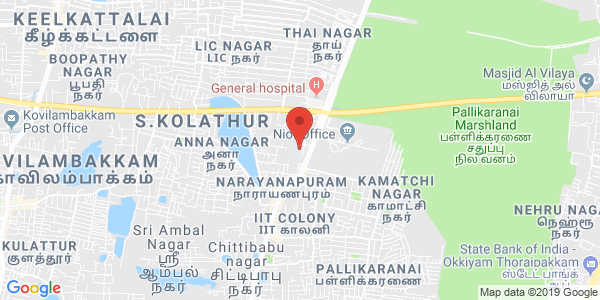 KEELKATTALAI
கீழ்க்கட்டளை
BOOPATHY
NAGAR
பூபதி
நகர்
LIC NAGAR
LIC நகர்
THAI NAGAR
தாய்
நகர்
General hospital
H
Masjid Al Vilaya
மஸ்ஜித் அல்
விலாயா
Kovilambakkam
Post Office
S.KOLATHUR
ANNA NAGAR
அனா
நகர்
Office
Pallikaranai
Marshland
பள்ளிக்கரணை
சதுப்பு
நில வனம்
VILAMBAKKAM
காவிலம்பாக்கம்
NARAYANAPURAM
நாராயணபுரம்
KAMATCHI
NAGAR
காமாட்சி
நகர்
IIT COLONY
IIT காலனி
NEHRU NAGA
நெஹ்ரூ
நகர்
Sri Ambal
Nagar
ஸ்ரீ
ஆம்பல்
நகர்
KULATTUR
குளத்தூர்
Chittibabu
nagar
சிட்டிபாபு
நகர்
PALLIKARANAI
பள்ளிக்கரணை
State Bank of India -
Okkiyam Thoraipakkam
ஸ்டேட் பாங்க்
Google
Map data ©2019 Google